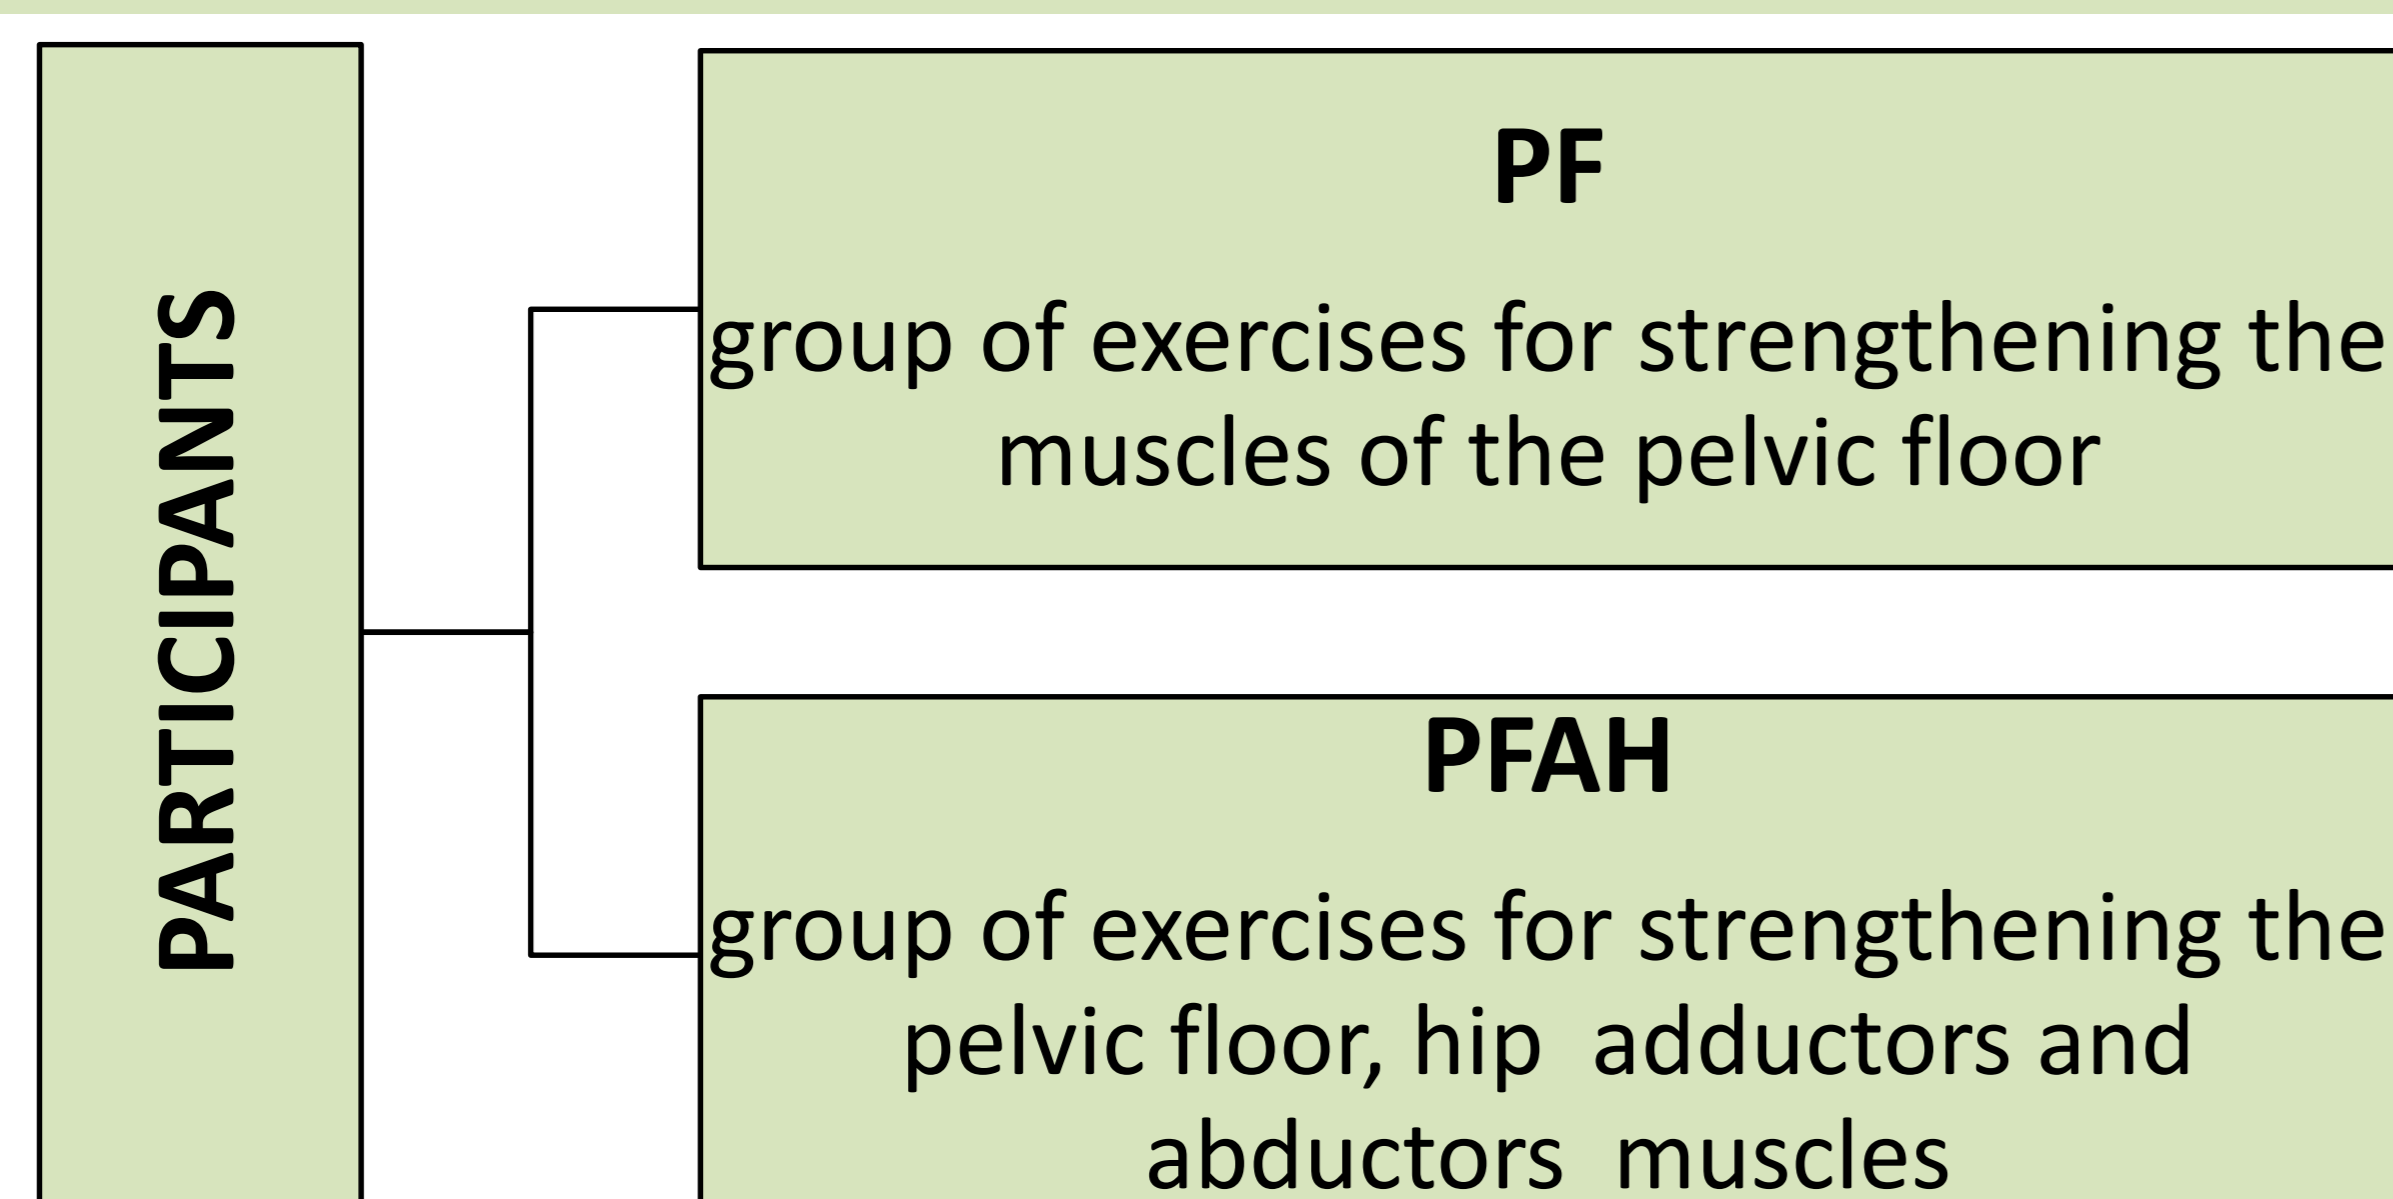 PARTICIPANTS
PF
group of exercises for strengthening the
muscles of the pelvic floor
PFAH
group of exercises for strengthening the
pelvic floor, hip  adductors and
abductors  muscles